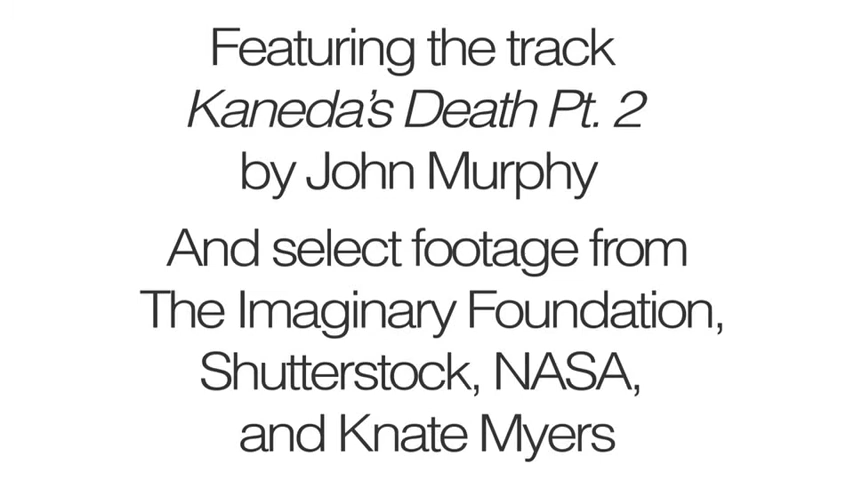 Featuring the track
Kaneda's Death Pt. 2
by John Murphy
And select footage from
The Imaginary Foundation,
Shutterstock, NASA,
and Knate Myers